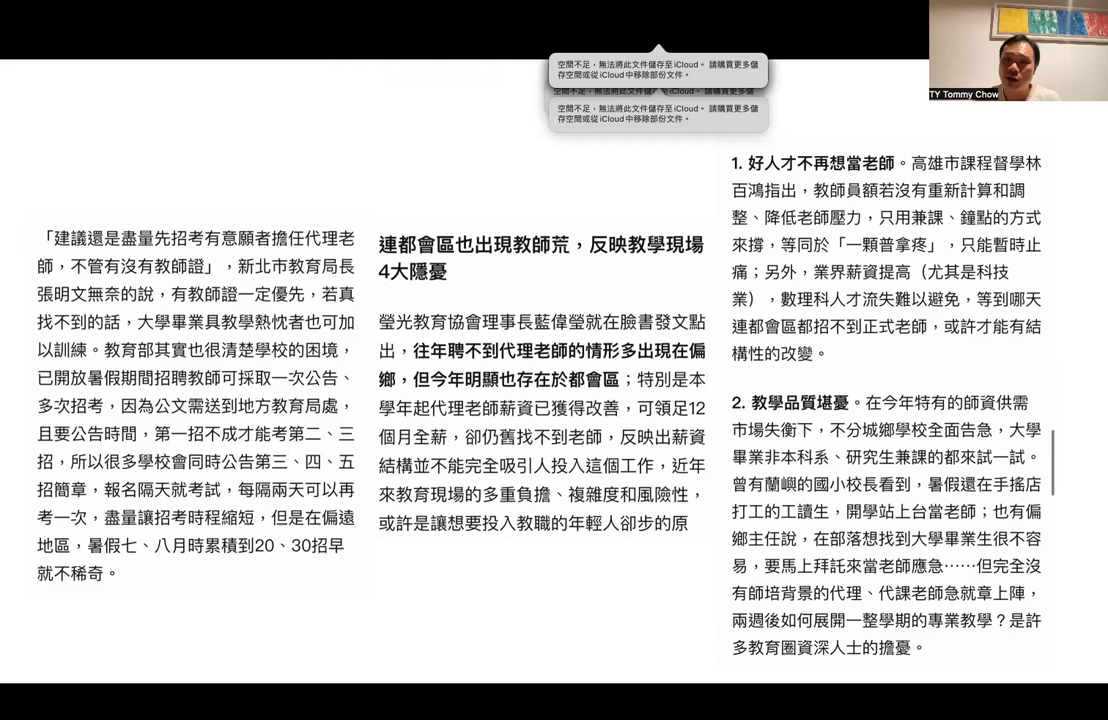 空間不足，無法將此文件儲存至 iCloud。 請購買更多儲
存空間或從 iCloud 中移除部份文件。
空間不足，無法將此文件儲存至 iCloud。 請購買更多儲
空間不足，無法將此文件儲存至 iCloud。 請購買更多儲
存空間或從 iCloud 中移除部份文件。
TY Tommy Chow
「建議還是盡量先招考有意願者擔任代理老
師，不管有沒有教師證」，新北市教育局長
張明文無奈的說，有教師證一定優先，若真
找不到的話，大學畢業具教學熱忱者也可加
以訓練。教育部其實也很清楚學校的困境，
已開放暑假期間招聘教師可採取一次公告、
多次招考，因為公文需送到地方教育局處，
且要公告時間，第一招不成才能考第二、三
招，所以很多學校會同時公告第三、四、五
招簡章，報名隔天就考試，每隔兩天可以再
考一次，盡量讓招考時程縮短，但是在偏遠
地區，暑假七、八月時累積到20、30招早
就不稀奇。
連都會區也出現教師荒，反映教學現場
4大隱憂
瑩光教育協會理事長藍偉瑩就在臉書發文點
出，往年聘不到代理老師的情形多出現在偏
鄉，但今年明顯也存在於都會區；特別是本
學年起代理老師薪資已獲得改善，可領足12
個月全薪，卻仍舊找不到老師，反映出薪資
結構並不能完全吸引人投入這個工作，近年
來教育現場的多重負擔、複雜度和風險性，
或許是讓想要投入教職的年輕人卻步的原
1. 好人才不再想當老師。高雄市課程督學林
百鴻指出，教師員額若沒有重新計算和調
整、降低老師壓力，只用兼課、鐘點的方式
來撐，等同於「一顆普拿疼」，只能暫時止
痛；另外，業界薪資提高（尤其是科技
業），數理科人才流失難以避免，等到哪天
連都會區都招不到正式老師，或許才能有結
構性的改變。
2. 教學品質堪憂。在今年特有的師資供需
市場失衡下，不分城鄉學校全面告急，大學
畢業非本科系、研究生兼課的都來試一試。
曾有蘭嶼的國小校長看到，暑假還在手搖店
打工的工讀生，開學站上台當老師；也有偏
鄉主任說，在部落想找到大學畢業生很不容
易，要馬上拜託來當老師應急⋯⋯但完全沒
有師培背景的代理、代課老師急就章上陣，
兩週後如何展開一整學期的專業教學？是許
多教育圈資深人士的擔憂。